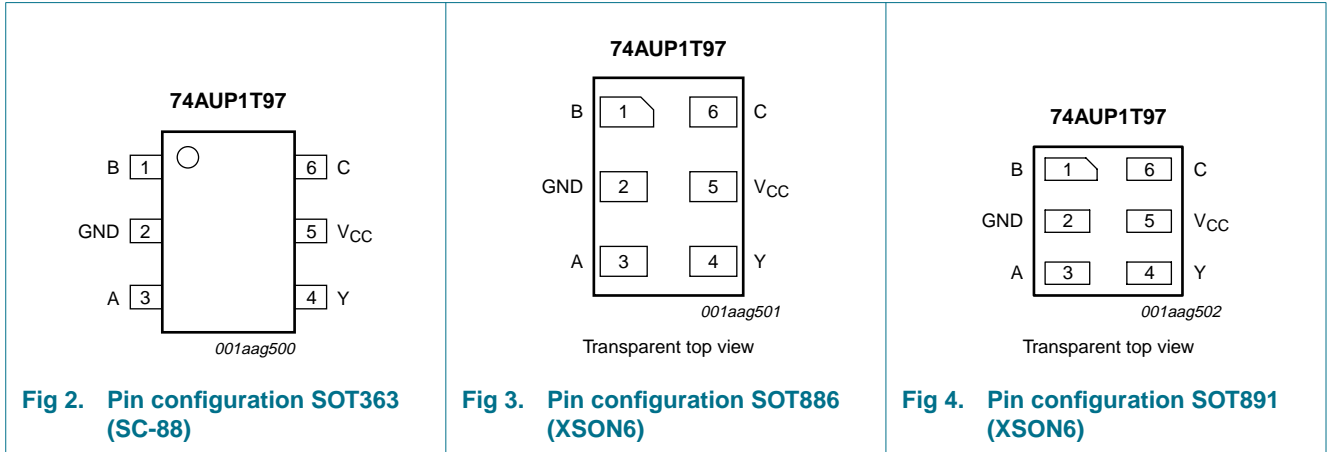 74AUP1T97
B 1 6 C
GND 2 5 VCC
A 3 4 Y
001aag500
Fig 2. Pin configuration SOT363
(SC-88)
74AUP1T97
B 1 6 C
GND 2 5 VCC
A 3 4 Y
001aag501
Transparent top view
Fig 3. Pin configuration SOT886
(XSON6)
74AUP1T97
B 1 6 C
GND 2 5 VCC
A 3 4 Y
001aag502
Transparent top view
Fig 4. Pin configuration SOT891
(XSON6)